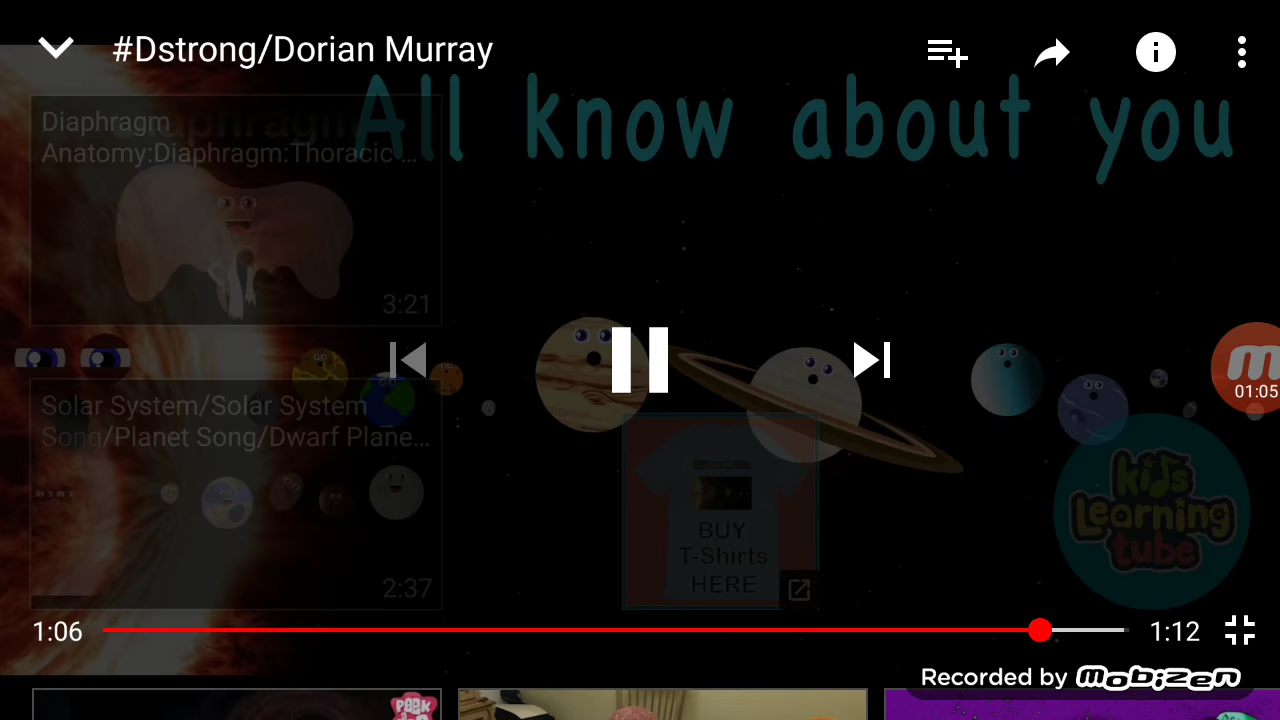 #Dstrong/Dorian Murray
All know about you
Diaphragm
Anatomy:Diaphragm:Thoracic ...
3:21
01:05
Solar System/Solar System
Song/Planet Song/Dwarf Plane...
2:37
BUY
T-Shirts
HERE
kids
Learning
tube
1:06
1:12
Recorded by mobizen
PEEK